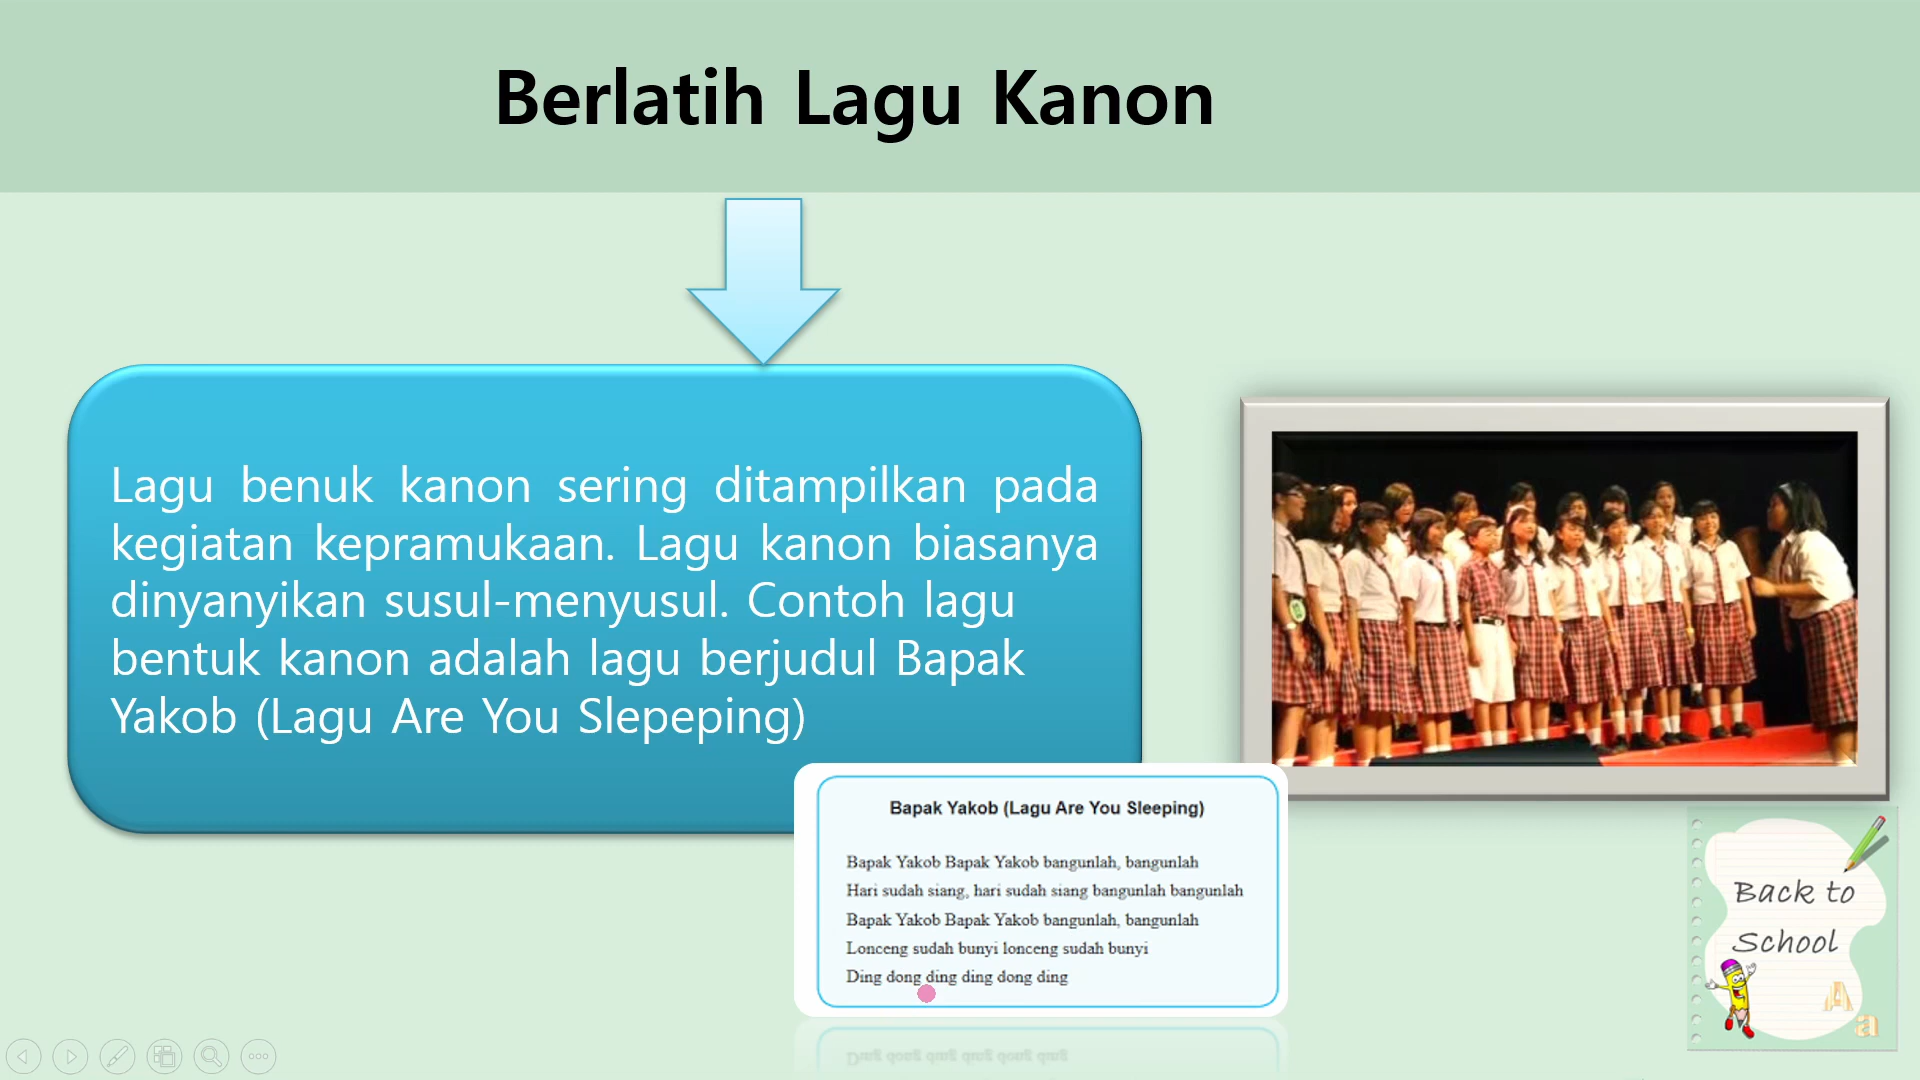 Berlatih Lagu Kanon
Lagu benuk kanon sering ditampilkan pada
kegiatan kepramukaan. Lagu kanon biasanya
dinyanyikan susul-menyusul. Contoh lagu
bentuk kanon adalah lagu berjudul Bapak
Yakob (Lagu Are You Slepeping)
Bapak Yakob (Lagu Are You Sleeping)
Bapak Yakob Bapak Yakob bangunlah, bangunlah
Hari sudah siang, hari sudah siang bangunlah bangunlah
Bapak Yakob Bapak Yakob bangunlah, bangunlah
Lonceng sudah bunyi lonceng sudah bunyi
Ding dong ding ding dong ding
Back to
School
A
a